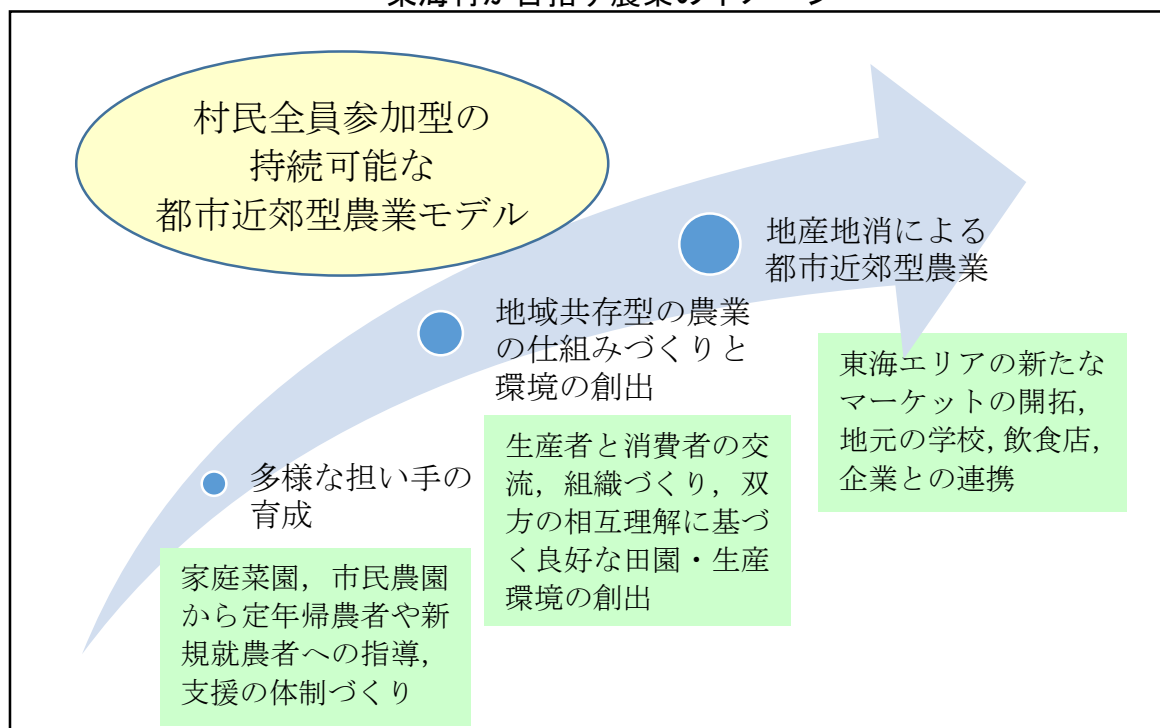 村民全員参加型の
持続可能な
都市近郊型農業モデル
地産地消による
都市近郊型農業
東海エリアの新たな
マーケットの開拓，
地元の学校，飲食店，
企業との連携
地域共存型の農業
の仕組みづくりと
環境の創出
生産者と消費者の交
流，組織づくり，双
方の相互理解に基づ
く良好な田園・生産
環境の創出
多様な担い手の
育成
家庭菜園，市民農園
から定年帰農者や新
規就農者への指導，
支援の体制づくり